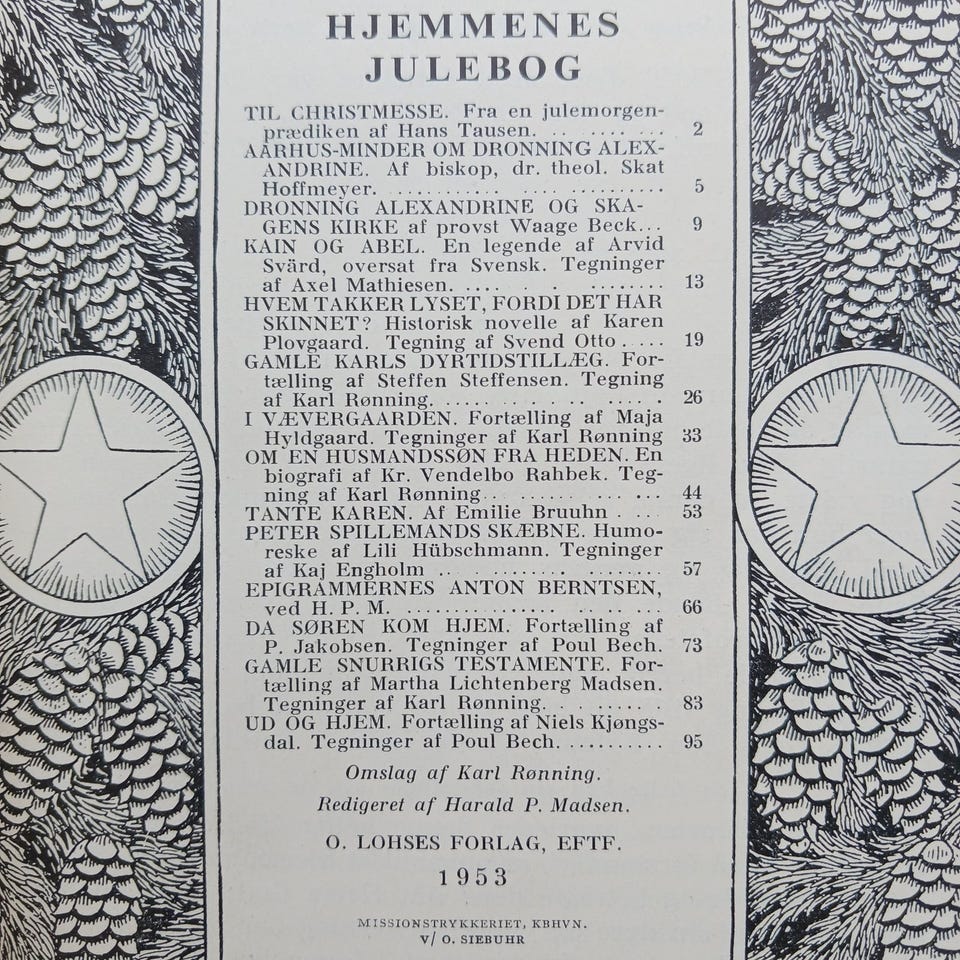 HJEMMENES
JULEBOG
TIL CHRISTMESSE. Fra en julemorgen-
prædiken af Hans Tausen. .. ..... ... 2
AARHUS-MINDER OM DRONNING ALEX-
ANDRINE. Af biskop, dr. theol. Skat
Hoffmeyer. ........... ................ 5
DRONNING ALEXANDRINE OG SKA-
GENS KIRKE af provst Waage Beck... 9
KAIN OG ABEL. En legende af Arvid
Svärd, oversat fra Svensk. Tegninger
af Axel Mathiesen. .... . . ........ 13
HVEM TAKKER LYSET, FORDI DET HAR
SKINNET? Historisk novelle af Karen
Plovgaard. Tegning af Svend Otto . ... 19
GAMLE KARLS DYRTIDSTILLÆG. For-
tælling af Steffen Steffensen. Tegning
af Karl Rønning. ......... .. ... .... 26
I VÆVERGAARDEN. Fortælling af Maja
Hyldgaard. Tegninger af Karl Rønning 33
OM EN HUSMANDSSØN FRA HEDEN. En
biografi af Kr. Vendelbo Rahbek. Teg-
ning af Karl Rønning.. ..... ... ... 44
TANTE KAREN. Af Emilie Bruuhn . ... 53
PETER SPILLEMANDS SKÆBNE. Humo-
reske af Lili Hübschmann. Tegninger
af Kaj Engholm .. .......... ........ 57
EPIGRAMMERNES ANTON BERNTSEN,
ved H. P. M. ............... .. .. ... 66
DA SØREN KOM HJEM. Fortælling af
P. Jakobsen. Tegninger af Poul Bech. 73
GAMLE SNURRIGS TESTAMENTE. For-
tælling af Martha Lichtenberg Madsen.
Tegninger af Karl Rønning. . ....... 83
UD OG HJEM. Fortælling af Niels Kjøngs-
dal. Tegninger af Poul Bech. .......... 95
Omslag af Karl Rønning.
Redigeret af Harald P. Madsen.
O. LOHSES FORLAG, EFTF.
1953
MISSIONSTRYKKERIET, KBHVN.
V/ O. SIEBUHR